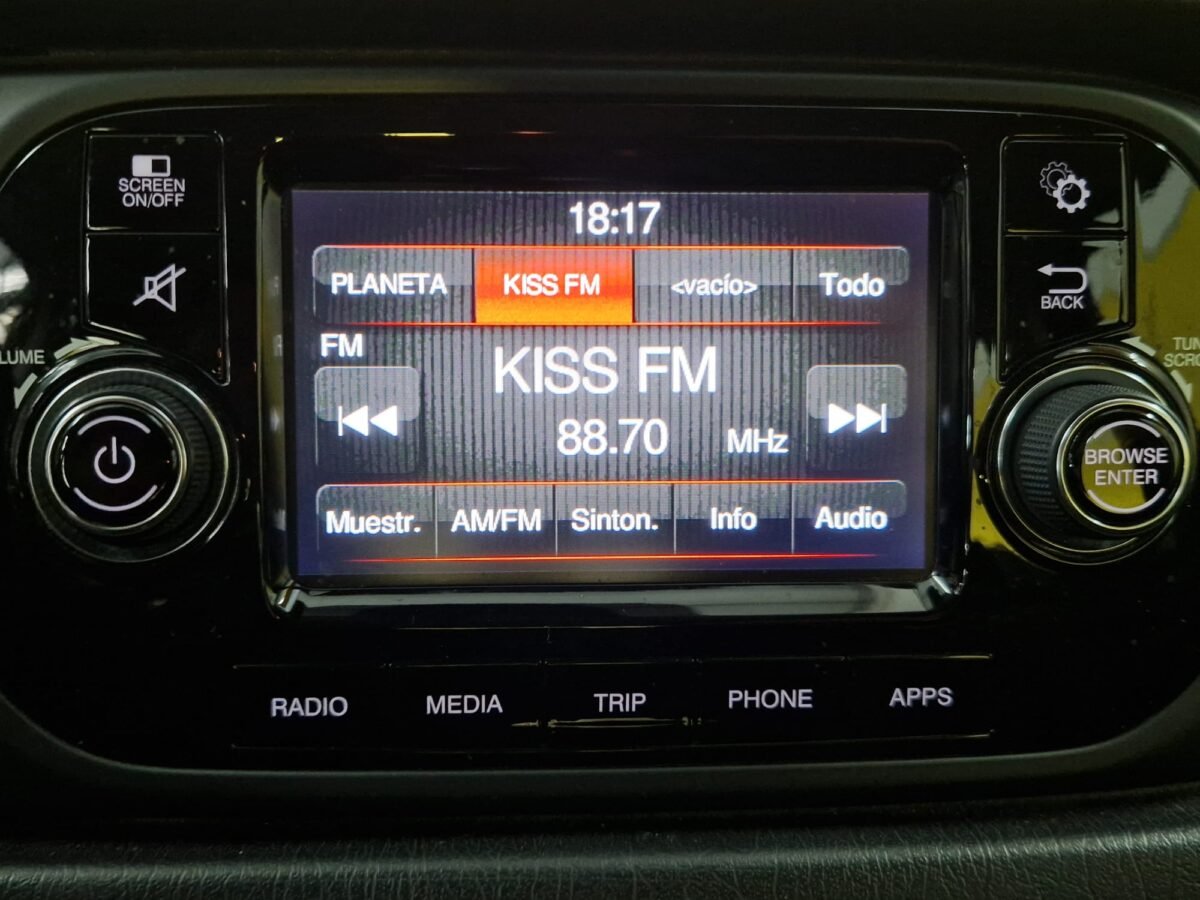 SCREEN
ON/OFF
18:17
PLANETA KISS FM <vacío> Todo
BACK
FM
KISS FM
88.70 MHz
BROWSE
ENTER
Muestr. AM/FM Sinton. Info Audio
RADIO MEDIA TRIP PHONE APPS